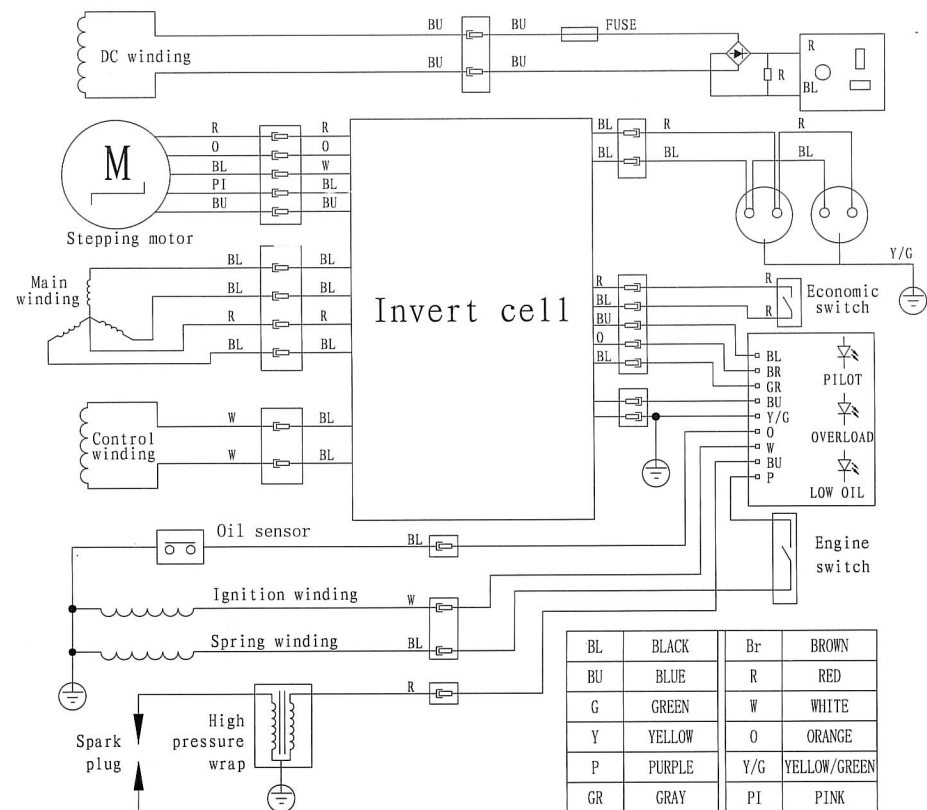 BU BU FUSE
DC winding
R
R
BU BU
BL
R R
O O
BL W
PI BL
BU BU
M
Stepping motor
BL R R
BL BL BL
Y/G
Main
winding
BL BL
BL BL
R R
BL BL
Invert cell
R
BL
BU
O
BL
R
R
Economic
switch
BL
BR
GR
BU
Y/G
O
W
BU
P
PILOT
OVERLOAD
LOW OIL
Control
winding
W BL
W BL
Oil sensor
BL
Engine
switch
Ignition winding
W
Spring winding
BL
R
High
pressure
wrap
Spark
plug
BL BLACK Br BROWN
BU BLUE R RED
G GREEN W WHITE
Y YELLOW O ORANGE
P PURPLE Y/G YELLOW/GREEN
GR GRAY PI PINK